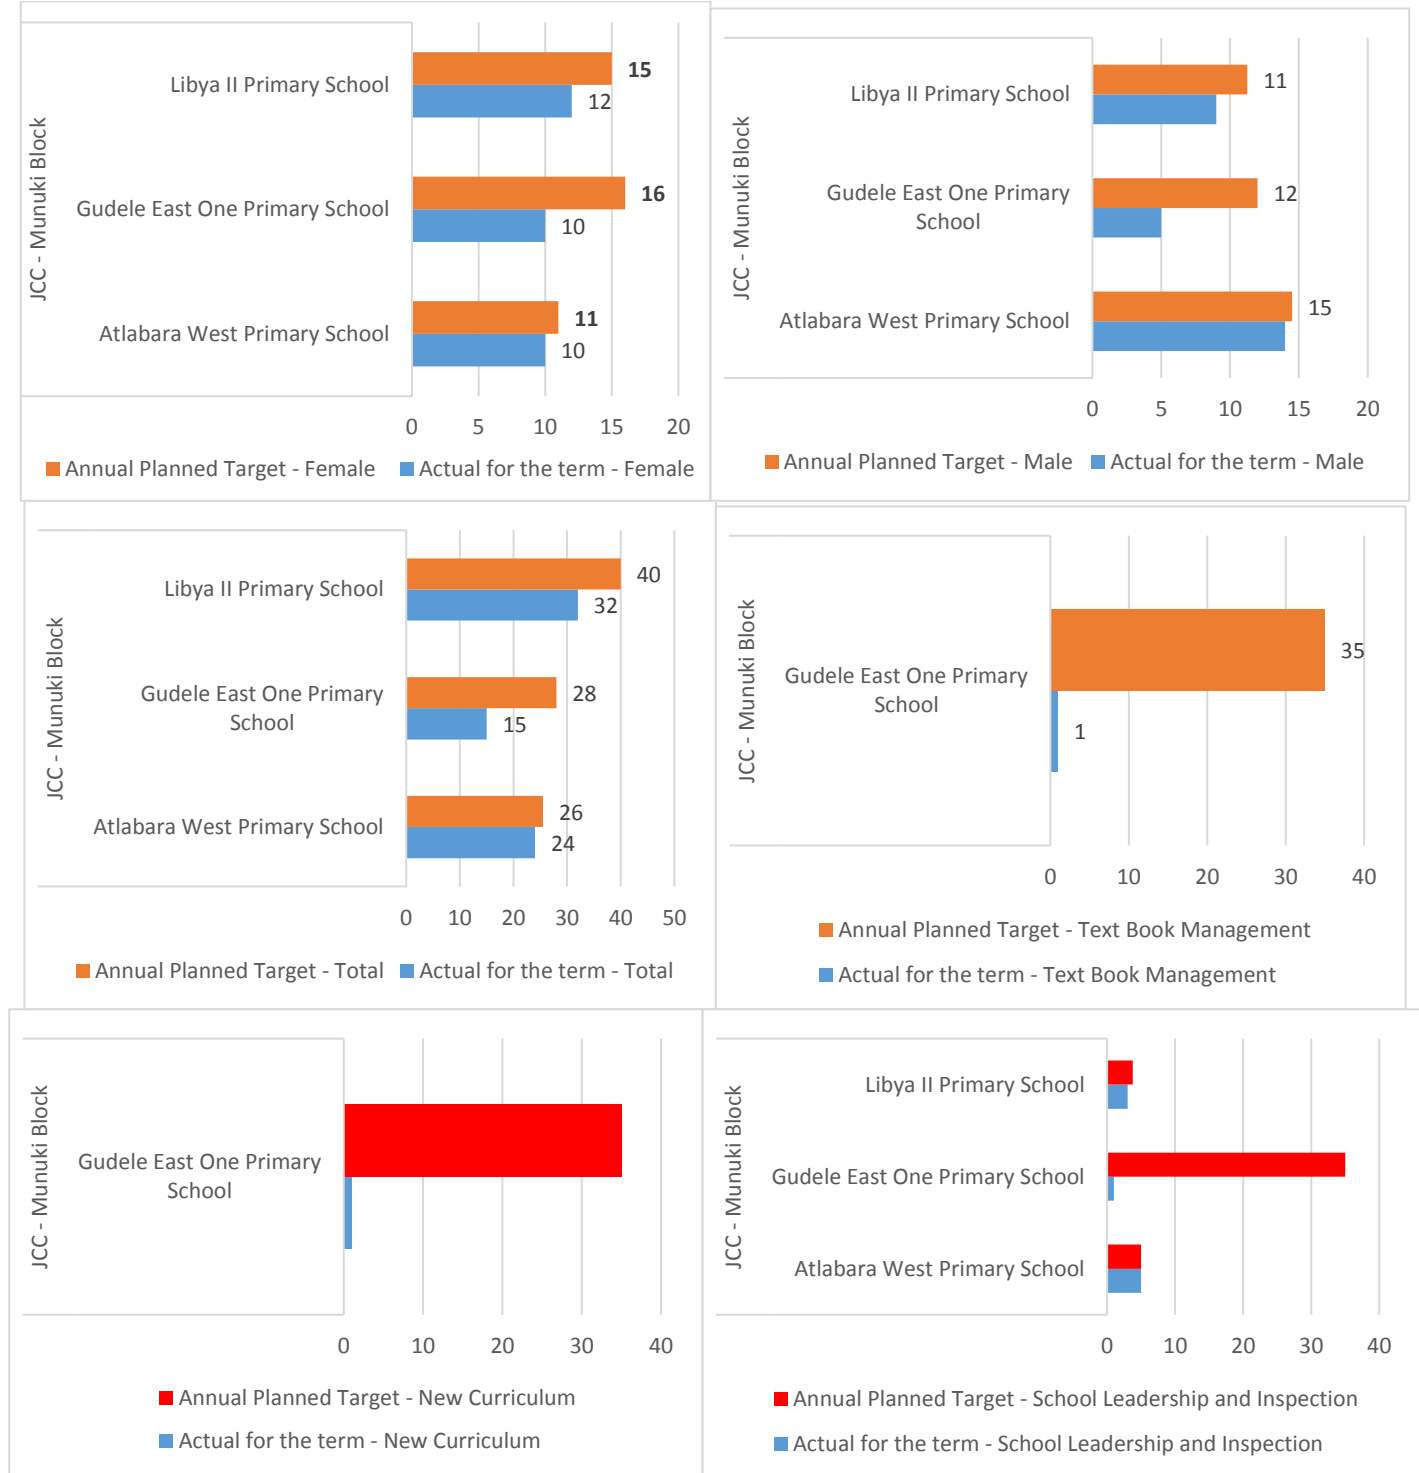 JCC - Munuki Block
Libya II Primary School
15
12
Gudele East One Primary School
16
10
Atlabara West Primary School
11
10
0 5 10 15 20
Annual Planned Target - Female Actual for the term - Female
JCC - Munuki Block
Libya II Primary School
11
Gudele East One Primary
School
12
Atlabara West Primary School
15
0 5 10 15 20
Annual Planned Target - Male Actual for the term - Male
JCC - Munuki Block
Libya II Primary School
40
32
Gudele East One Primary
School
28
15
Atlabara West Primary School
26
24
0 10 20 30 40 50
Annual Planned Target - Total Actual for the term - Total
JCC - Munuki Block
Gudele East One Primary
School
35
1
0 10 20 30 40
Annual Planned Target - Text Book Management
Actual for the term - Text Book Management
JCC - Munuki Block
Gudele East One Primary
School
0 10 20 30 40
Annual Planned Target - New Curriculum
Actual for the term - New Curriculum
JCC - Munuki Block
Libya II Primary School
Gudele East One Primary School
Atlabara West Primary School
0 10 20 30 40
Annual Planned Target - School Leadership and Inspection
Actual for the term - School Leadership and Inspection